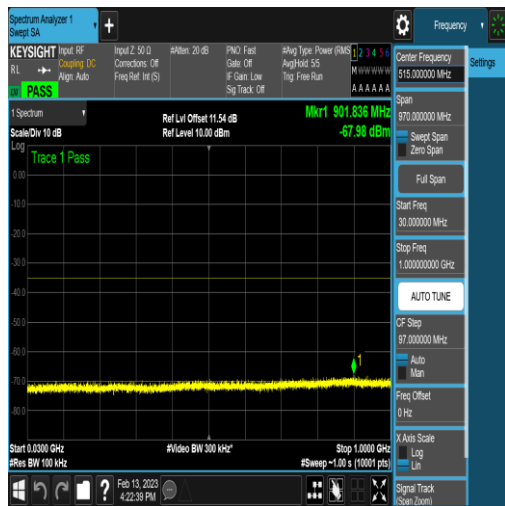 Spectrum Analyzer 1
Swept SA
Frequency
KEYSIGHT
RL
Input: RF
Coupling: DC
Align: Auto
Input Z: 50 Ω
Corrections: Off
Freq Ref: Int (S)
#Atten: 20 dB
PNO: Fast
Gate: Off
IF Gain: Low
Sig Track: Off
#Avg Type: Power (RMS
Avg|Hold: 5/5
Trig: Free Run
1 2 3 4 5 6
M W W W W W
A A A A A A
PASS
1 Spectrum
Scale/Div 10 dB
Ref Lvl Offset 11.54 dB
Ref Level 10.00 dBm
Mkr1 901.836 MHz
-67.98 dBm
Log
Trace 1 Pass
0.00
-10.0
-20.0
-30.0
-40.0
-50.0
-60.0
-70.0
-80.0
1
Start 0.0300 GHz
#Res BW 100 kHz
#Video BW 300 kHz*
Stop 1.0000 GHz
#Sweep ~1.00 s (10001 pts)
Center Frequency
515.000000 MHz
Settings
Span
970.000000 MHz
Swept Span
Zero Span
Full Span
Start Freq
30.000000 MHz
Stop Freq
1.000000000 GHz
AUTO TUNE
CF Step
97.000000 MHz
Auto
Man
Freq Offset
0 Hz
X Axis Scale
Log
Lin
Signal Track
(Span Zoom)
Feb 13, 2023
4:22:39 PM